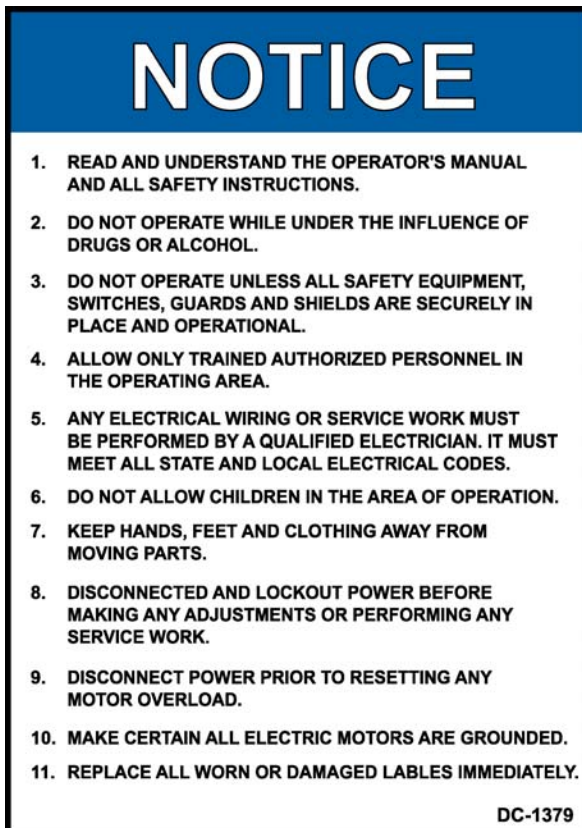 NOTICE
1. READ AND UNDERSTAND THE OPERATOR'S MANUAL
AND ALL SAFETY INSTRUCTIONS.
2. DO NOT OPERATE WHILE UNDER THE INFLUENCE OF
DRUGS OR ALCOHOL.
3. DO NOT OPERATE UNLESS ALL SAFETY EQUIPMENT,
SWITCHES, GUARDS AND SHIELDS ARE SECURELY IN
PLACE AND OPERATIONAL.
4. ALLOW ONLY TRAINED AUTHORIZED PERSONNEL IN
THE OPERATING AREA.
5. ANY ELECTRICAL WIRING OR SERVICE WORK MUST
BE PERFORMED BY A QUALIFIED ELECTRICIAN. IT MUST
MEET ALL STATE AND LOCAL ELECTRICAL CODES.
6. DO NOT ALLOW CHILDREN IN THE AREA OF OPERATION.
7. KEEP HANDS, FEET AND CLOTHING AWAY FROM
MOVING PARTS.
8. DISCONNECTED AND LOCKOUT POWER BEFORE
MAKING ANY ADJUSTMENTS OR PERFORMING ANY
SERVICE WORK.
9. DISCONNECT POWER PRIOR TO RESETTING ANY
MOTOR OVERLOAD.
10. MAKE CERTAIN ALL ELECTRIC MOTORS ARE GROUNDED.
11. REPLACE ALL WORN OR DAMAGED LABLES IMMEDIATELY.
DC-1379